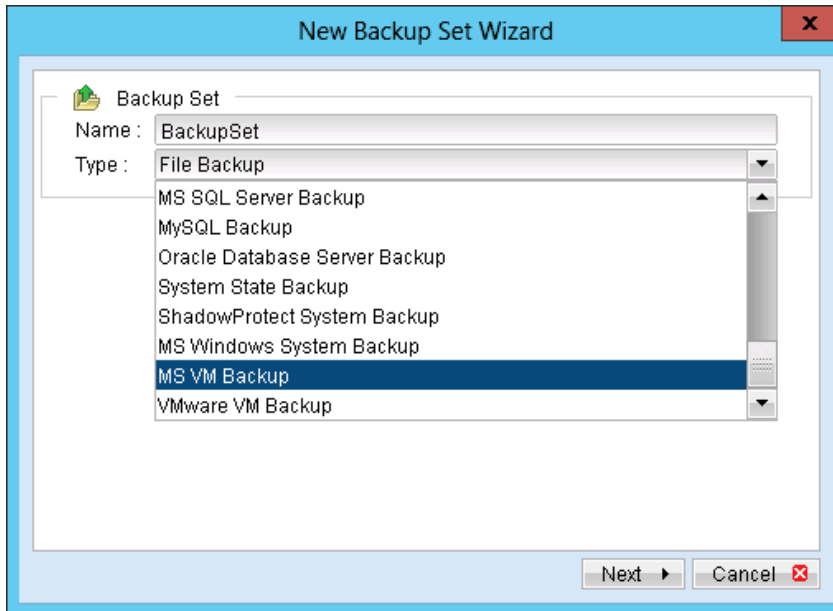 New Backup Set Wizard
x
Backup Set
Name : BackupSet
Type : File Backup
MS SQL Server Backup
MySQL Backup
Oracle Database Server Backup
System State Backup
ShadowProtect System Backup
MS Windows System Backup
MS VM Backup
VMware VM Backup
Next Cancel